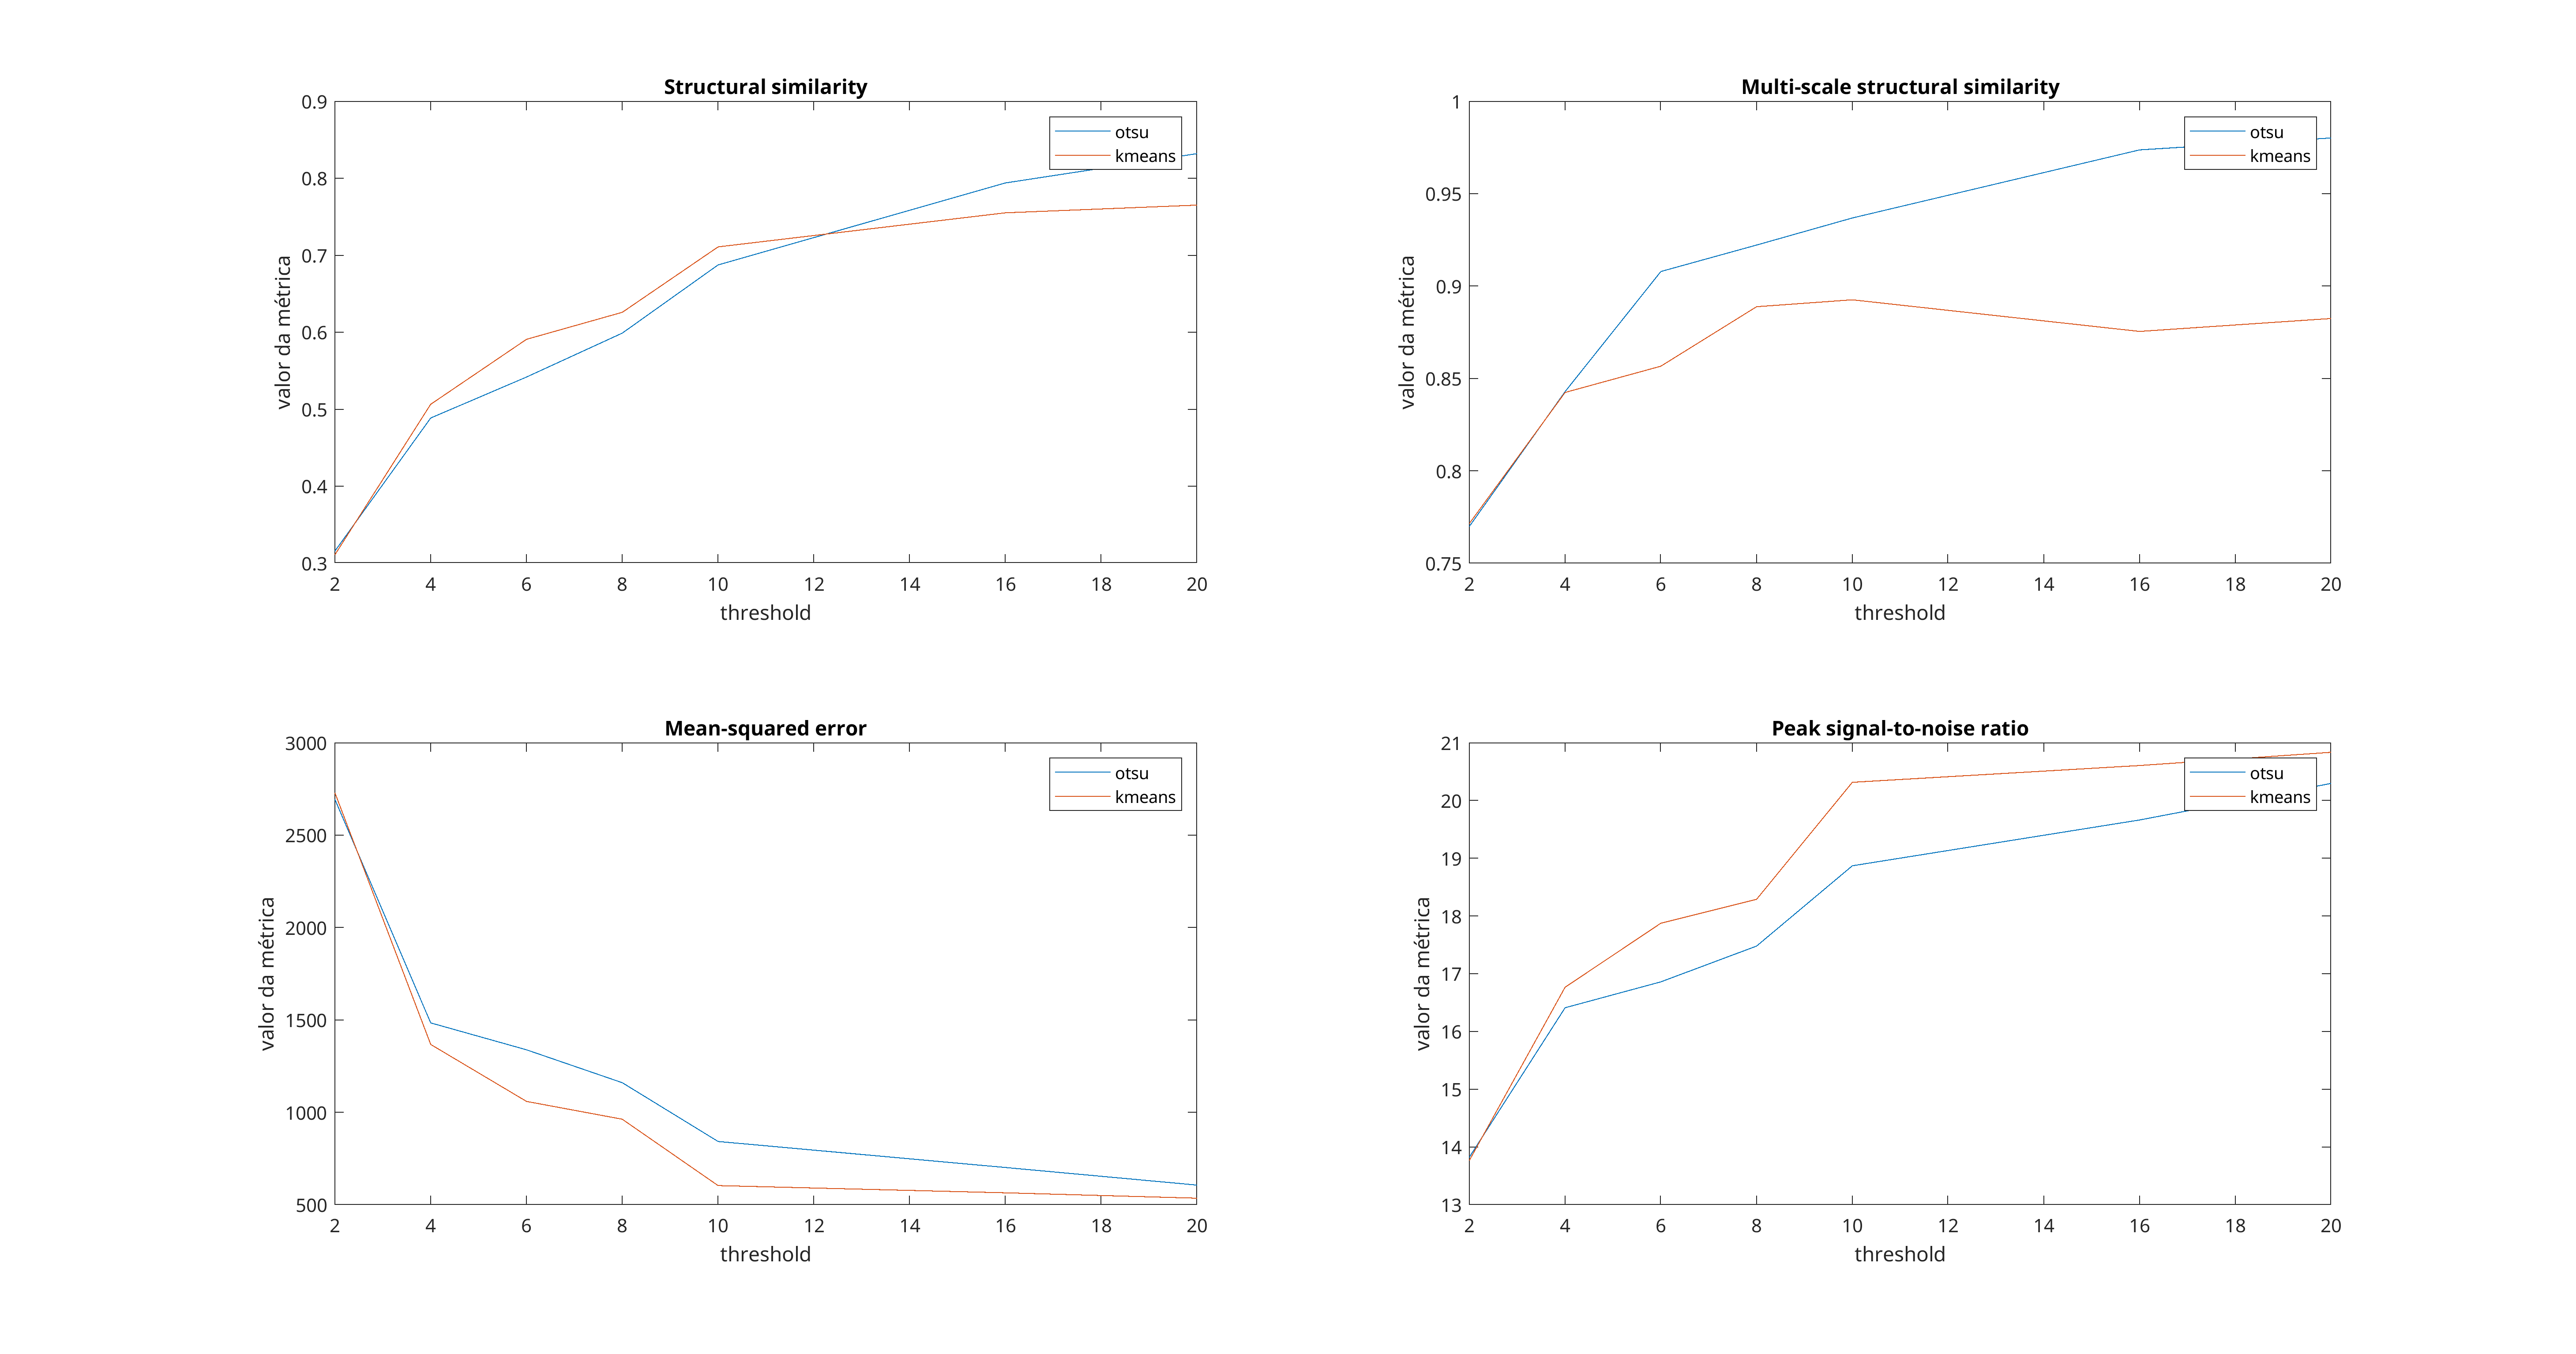 Structural similarity
0.9
0.8
0.7
0.6
0.5
0.4
0.3
valor da métrica
otsu
kmeans
2 4 6 8 10 12 14 16 18 20
threshold
Multi-scale structural similarity
1
0.95
0.9
0.85
0.8
0.75
valor da métrica
otsu
kmeans
2 4 6 8 10 12 14 16 18 20
threshold
Mean-squared error
3000
2500
2000
1500
1000
500
valor da métrica
otsu
kmeans
2 4 6 8 10 12 14 16 18 20
threshold
Peak signal-to-noise ratio
21
20
19
18
17
16
15
14
13
valor da métrica
otsu
kmeans
2 4 6 8 10 12 14 16 18 20
threshold